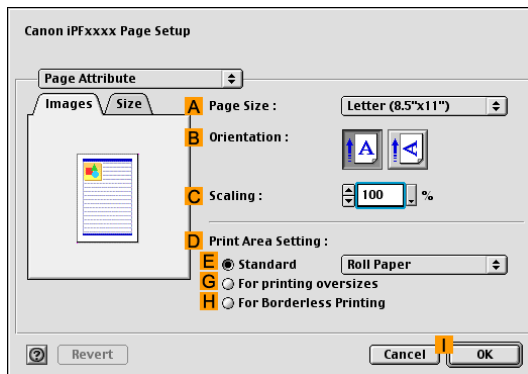 Canon iPFxxxx Page Setup
Page Attribute
Images Size
A Page Size : Letter (8.5"x11")
B Orientation : A A
C Scaling : 100 %
D Print Area Setting :
E Standard Roll Paper
G For printing oversizes
H For Borderless Printing
I
? Revert Cancel OK